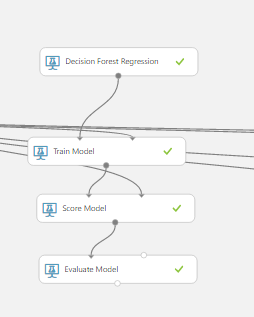 Decision Forest Regression
Train Model
Score Model
Evaluate Model